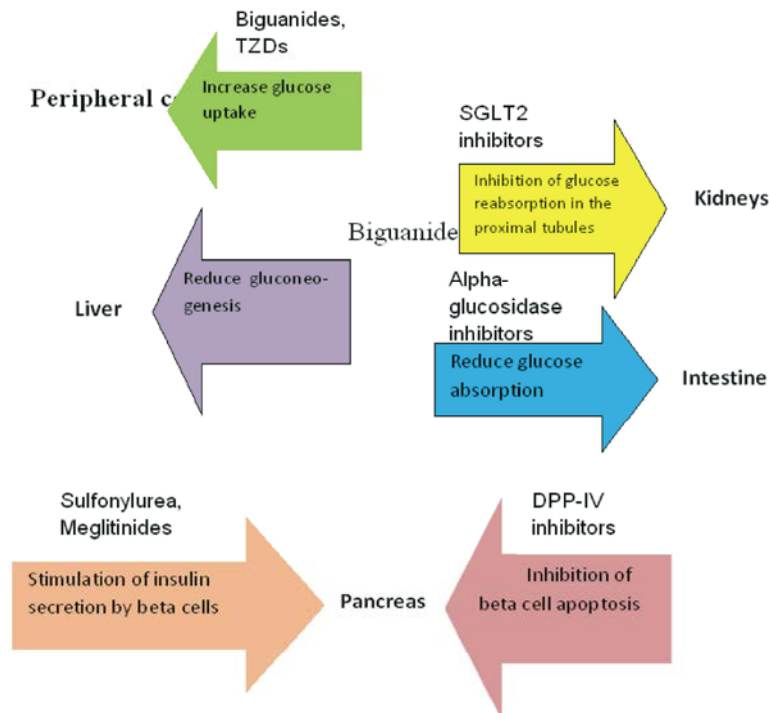 Biguanides,
TZDs
Increase glucose
uptake
Peripheral
SGLT2
inhibitors
Inhibition of glucose
reabsorption in the
proximal tubules
Kidneys
Biguanide
Reduce gluconeo-
genesis
Liver
Alpha-
glucosidase
inhibitors
Reduce glucose
absorption
Intestine
Sulfonylurea,
Meglitinides
Stimulation of insulin
secretion by beta cells
Pancreas
DPP-IV
inhibitors
Inhibition of
beta cell apoptosis